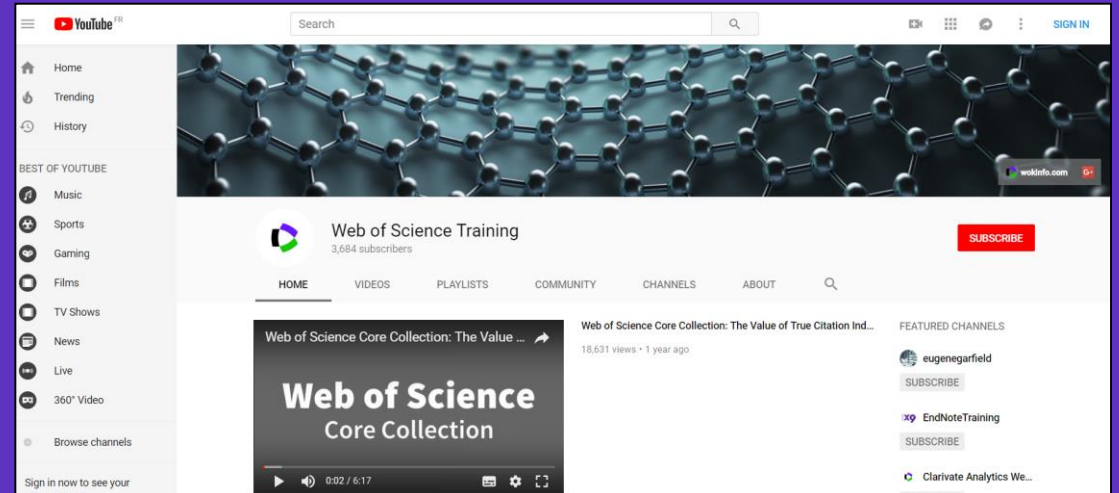 YouTube FR
Search
SIGN IN
Home
Trending
History
BEST OF YOUTUBE
Music
Sports
Gaming
Films
TV Shows
News
Live
360° Video
Browse channels
Sign in now to see your
wokinfo.com G+
Web of Science Training
3,684 subscribers
SUBSCRIBE
HOME VIDEOS PLAYLISTS COMMUNITY CHANNELS ABOUT
Web of Science Core Collection: The Value ...
Web of Science
Core Collection
0:02 / 6:17
Web of Science Core Collection: The Value of True Citation Ind...
18,631 views • 1 year ago
FEATURED CHANNELS
eugenegarfield
SUBSCRIBE
X9 EndNoteTraining
SUBSCRIBE
Clarivate Analytics We...